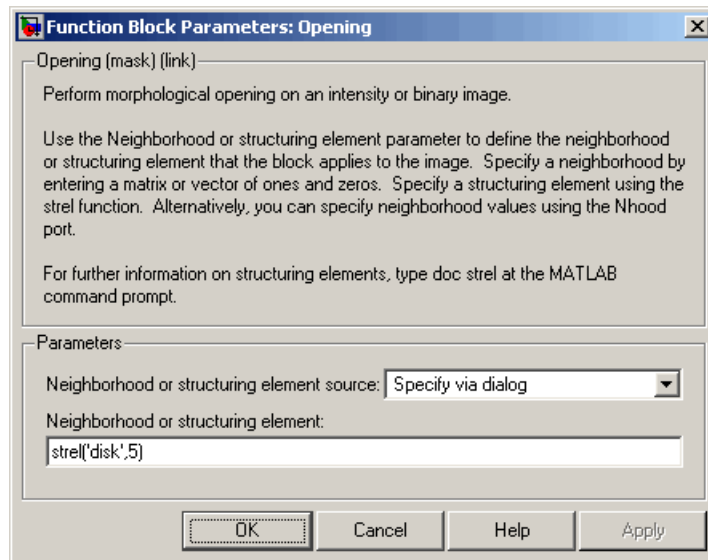 Function Block Parameters: Opening
Opening (mask) (link)
Perform morphological opening on an intensity or binary image.
Use the Neighborhood or structuring element parameter to define the neighborhood
or structuring element that the block applies to the image. Specify a neighborhood by
entering a matrix or vector of ones and zeros. Specify a structuring element using the
strel function. Alternatively, you can specify neighborhood values using the Nhood
port.
For further information on structuring elements, type doc strel at the MATLAB
command prompt.
Parameters
Neighborhood or structuring element source: Specify via dialog
Neighborhood or structuring element:
strel('disk',5)
OK Cancel Help Apply